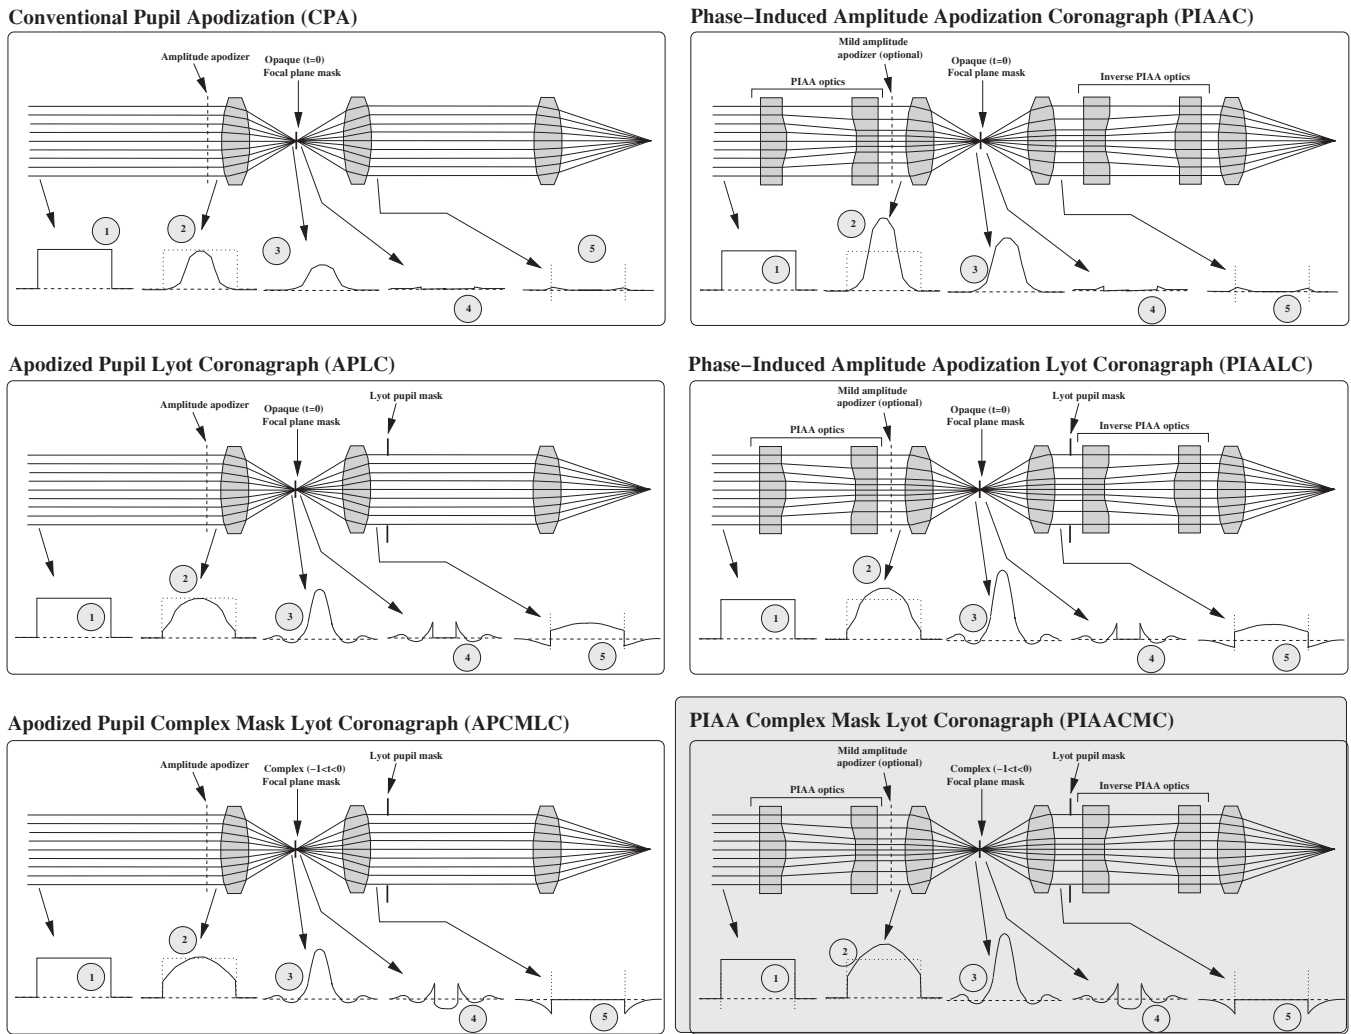 Conventional Pupil Apodization (CPA)
Amplitude apodizer
Opaque (t=0)
Focal plane mask
1
2
3
4
5
Phase−Induced Amplitude Apodization Coronagraph (PIAAC)
Mild amplitude
apodizer (optional)
Opaque (t=0)
Focal plane mask
PIAA optics
Inverse PIAA optics
1
2
3
4
5
Apodized Pupil Lyot Coronagraph (APLC)
Lyot pupil mask
Amplitude apodizer
Opaque (t=0)
Focal plane mask
1
2
3
4
5
Phase−Induced Amplitude Apodization Lyot Coronagraph (PIAALC)
Mild amplitude
apodizer (optional)
Lyot pupil mask
Opaque (t=0)
Focal plane mask
PIAA optics
Inverse PIAA optics
1
2
3
4
5
Apodized Pupil Complex Mask Lyot Coronagraph (APCMLC)
Lyot pupil mask
Amplitude apodizer
Complex (−1<t<0)
Focal plane mask
1
2
3
4
5
PIAA Complex Mask Lyot Coronagraph (PIAACMC)
Mild amplitude
apodizer (optional)
Lyot pupil mask
Complex (−1<t<0)
Focal plane mask
PIAA optics
Inverse PIAA optics
1
2
3
4
5